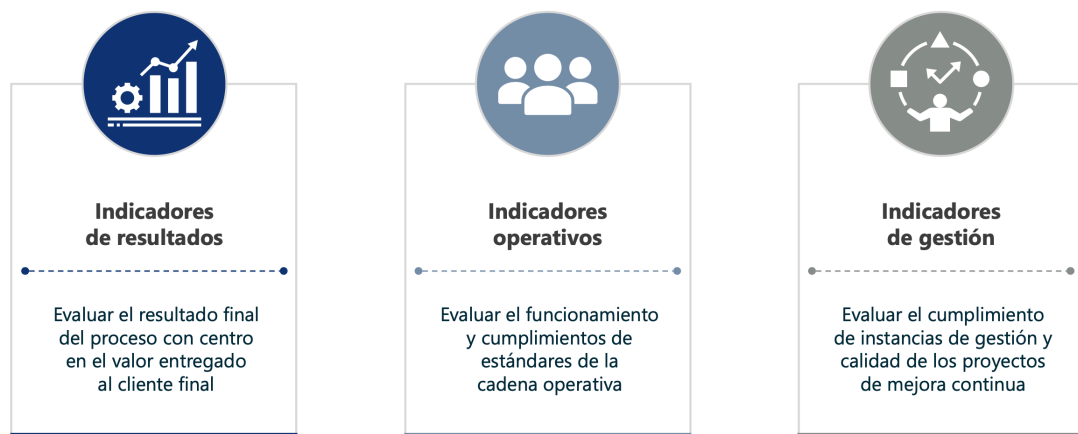 Indicadores
de resultados
Evaluar el resultado final
del proceso con centro
en el valor entregado
al cliente final
Indicadores
operativos
Evaluar el funcionamiento
y cumplimientos de
estándares de la
cadena operativa
Indicadores
de gestión
Evaluar el cumplimiento
de instancias de gestión y
calidad de los proyectos
de mejora continua